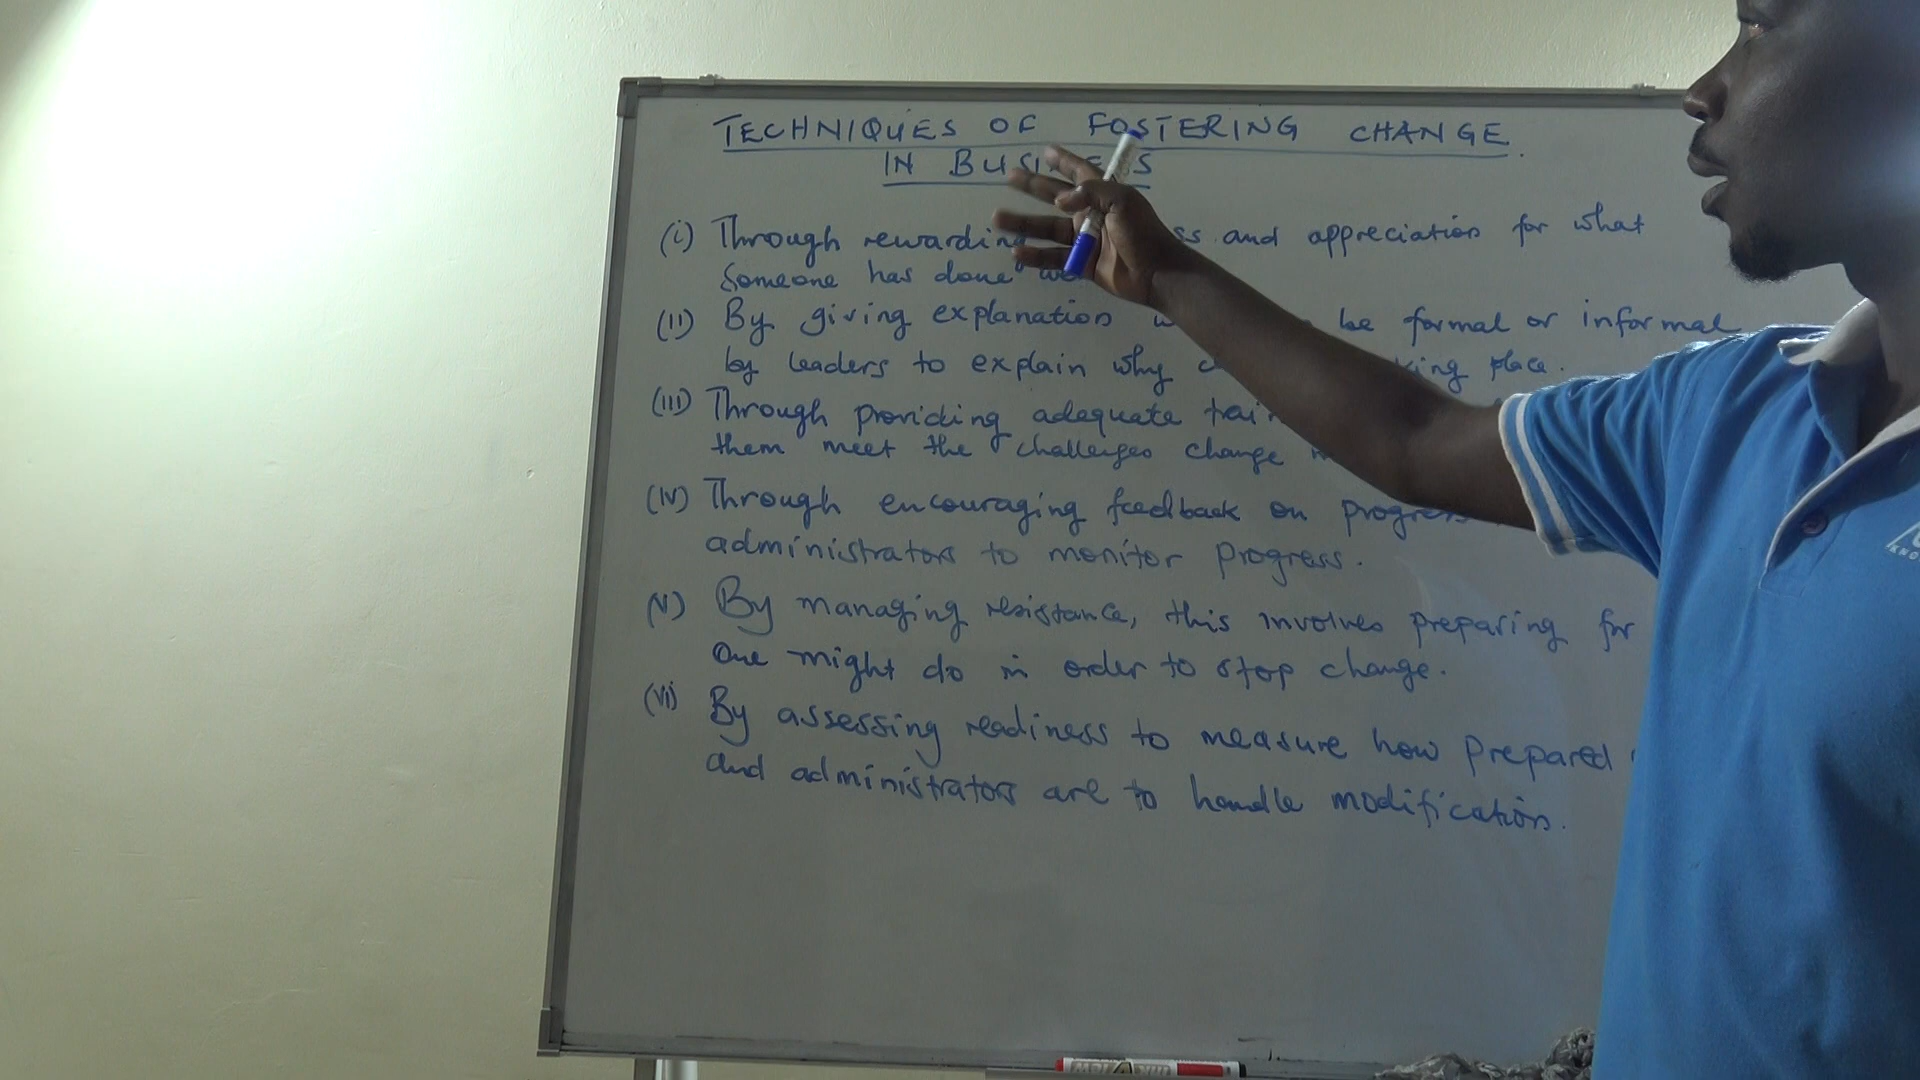 TECHNIQUES OF FOSTERING CHANGE.
IN BUSINESS
(i) Through rewarding and appreciation for what
someone has done
(ii) By giving explanation be formal or informal
by leaders to explain why place.
(iii) Through providing adequate
them meet the challenges change
(iv) Through encouraging feedback on progress
administrators to monitor progress.
(v) By managing resistance, this involves preparing for
one might do in order to stop change.
(vi) By assessing readiness to measure how prepared
and administrators are to handle modification.